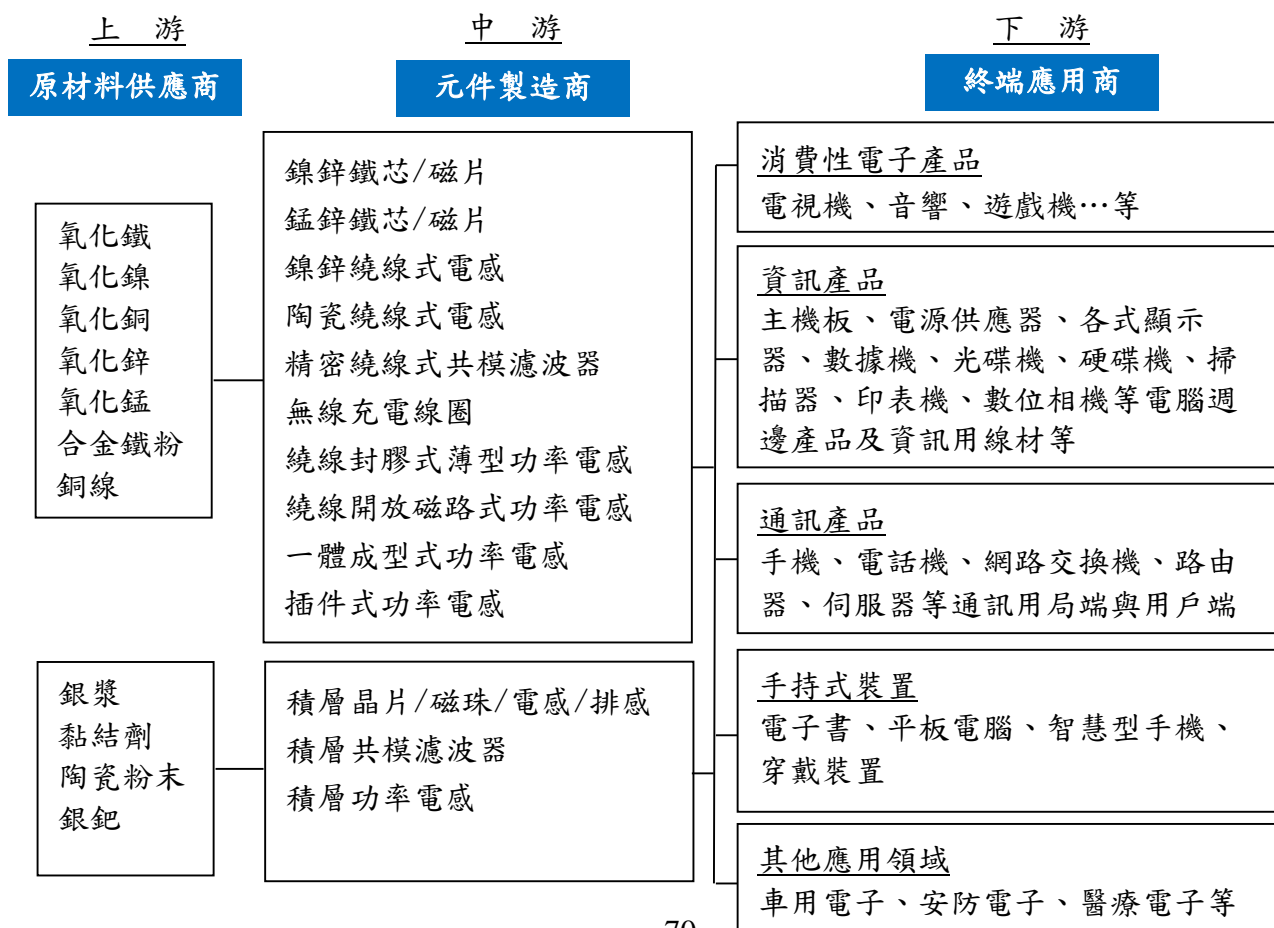 上 游
原材料供應商
氧化鐵
氧化鎳
氧化銅
氧化鋅
氧化錳
合金鐵粉
銅線
銀漿
黏結劑
陶瓷粉末
銀鈀
中 游
元件製造商
鎳鋅鐵芯/磁片
錳鋅鐵芯/磁片
鎳鋅繞線式電感
陶瓷繞線式電感
精密繞線式共模濾波器
無線充電線圈
繞線封膠式薄型功率電感
繞線開放磁路式功率電感
一體成型式功率電感
插件式功率電感
積層晶片/磁珠/電感/排感
積層共模濾波器
積層功率電感
下 游
終端應用商
消費性電子產品
電視機、音響、遊戲機…等
資訊產品
主機板、電源供應器、各式顯示
器、數據機、光碟機、硬碟機、掃
描器、印表機、數位相機等電腦週
邊產品及資訊用線材等
通訊產品
手機、電話機、網路交換機、路由
器、伺服器等通訊用局端與用戶端
手持式裝置
電子書、平板電腦、智慧型手機、
穿戴裝置
其他應用領域
車用電子、安防電子、醫療電子等